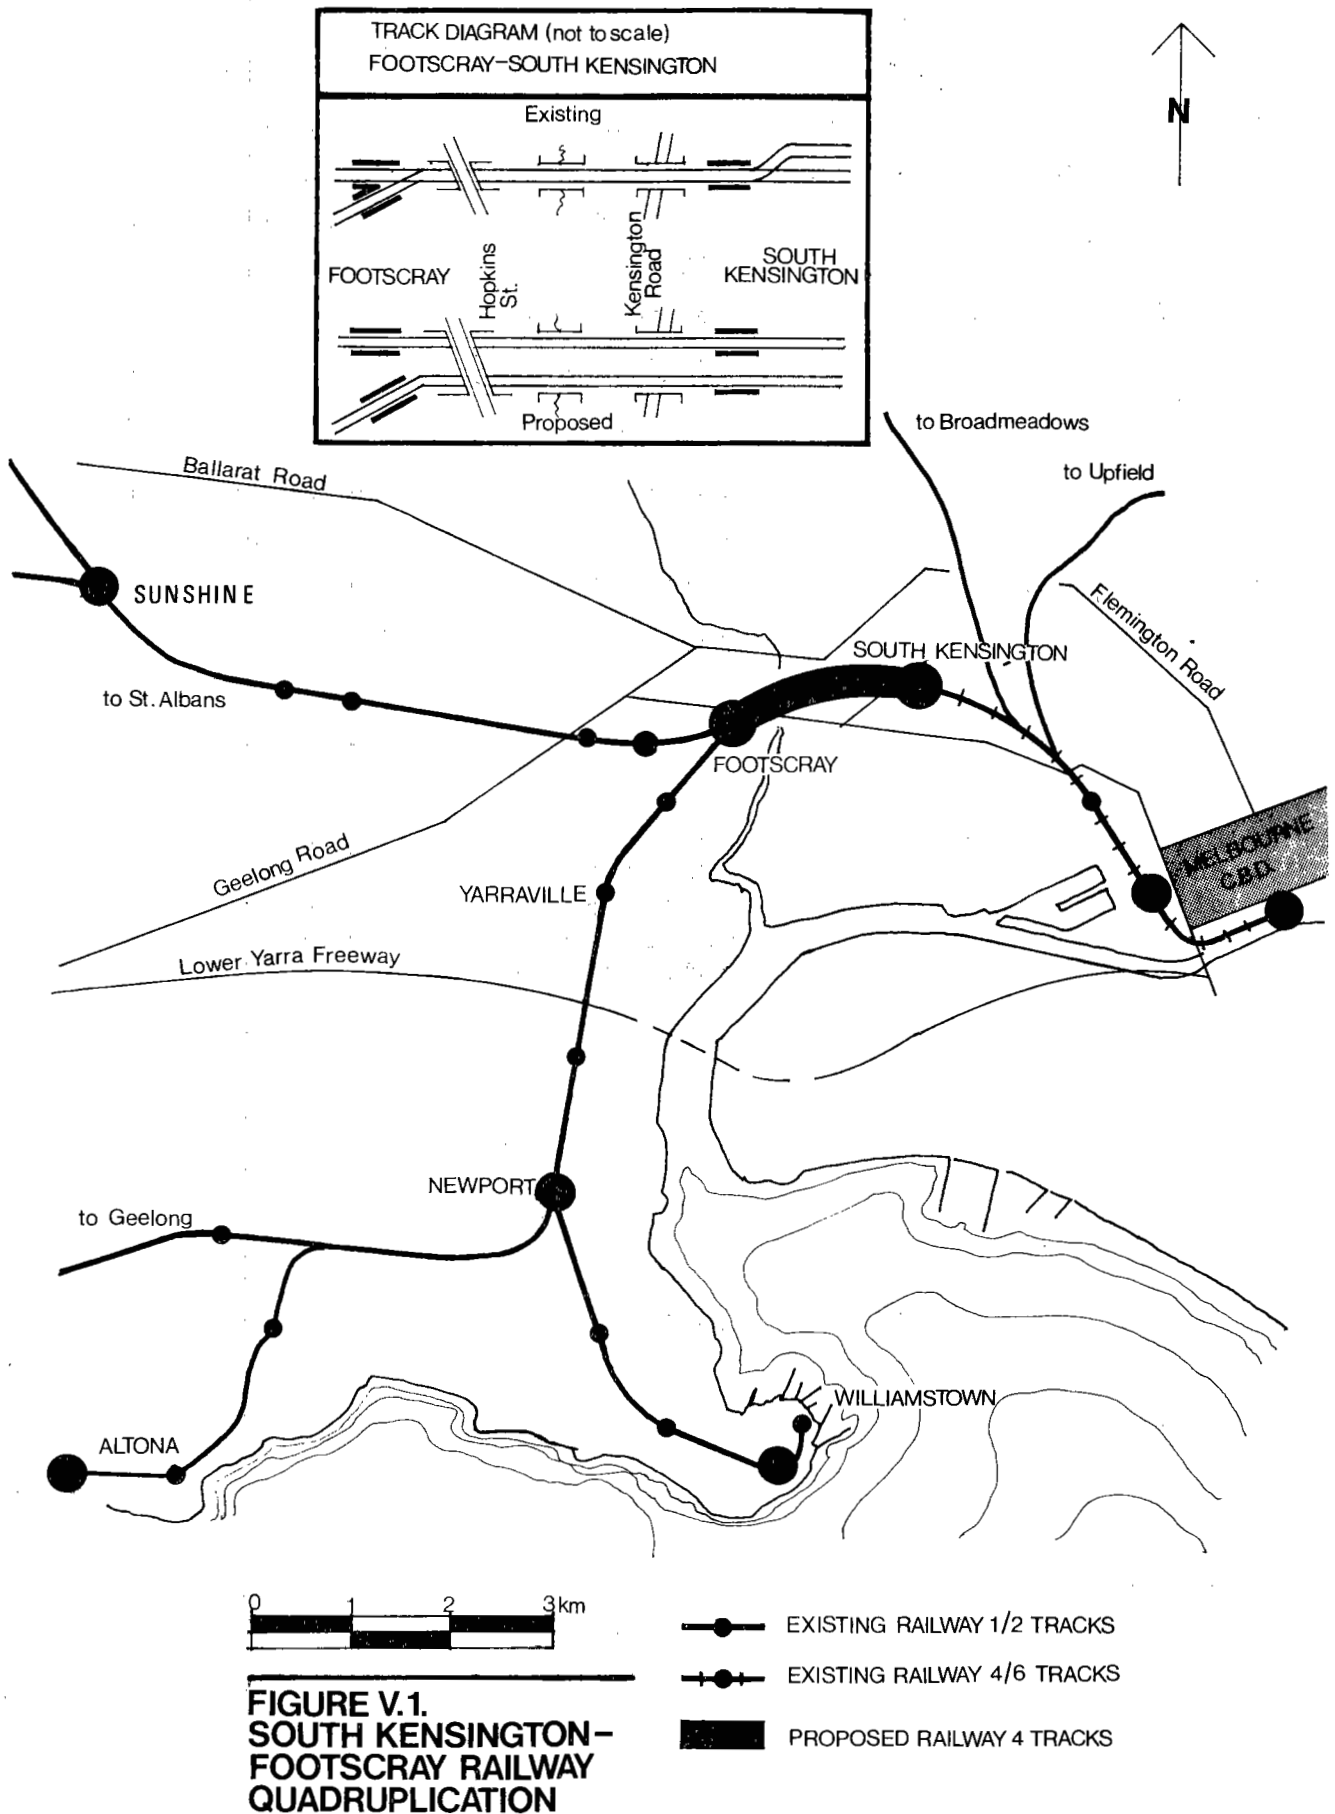 TRACK DIAGRAM (not to scale)
FOOTSCRAY-SOUTH KENSINGTON
Existing
FOOTSCRAY
Hopkins
St.
Kensington
Road
SOUTH
KENSINGTON
Proposed
N
to Broadmeadows
to Upfield
Ballarat Road
SUNSHINE
Flemington Road
SOUTH KENSINGTON
to St. Albans
FOOTSCRAY
MELBOURNE
C.B.D.
Geelong Road
YARRAVILLE
Lower Yarra Freeway
NEWPORT
to Geelong
WILLIAMSTOWN
ALTONA
0 1 2 3 km
EXISTING RAILWAY 1/2 TRACKS
EXISTING RAILWAY 4/6 TRACKS
PROPOSED RAILWAY 4 TRACKS
FIGURE V.1.
SOUTH KENSINGTON-
FOOTSCRAY RAILWAY
QUADRUPLICATION